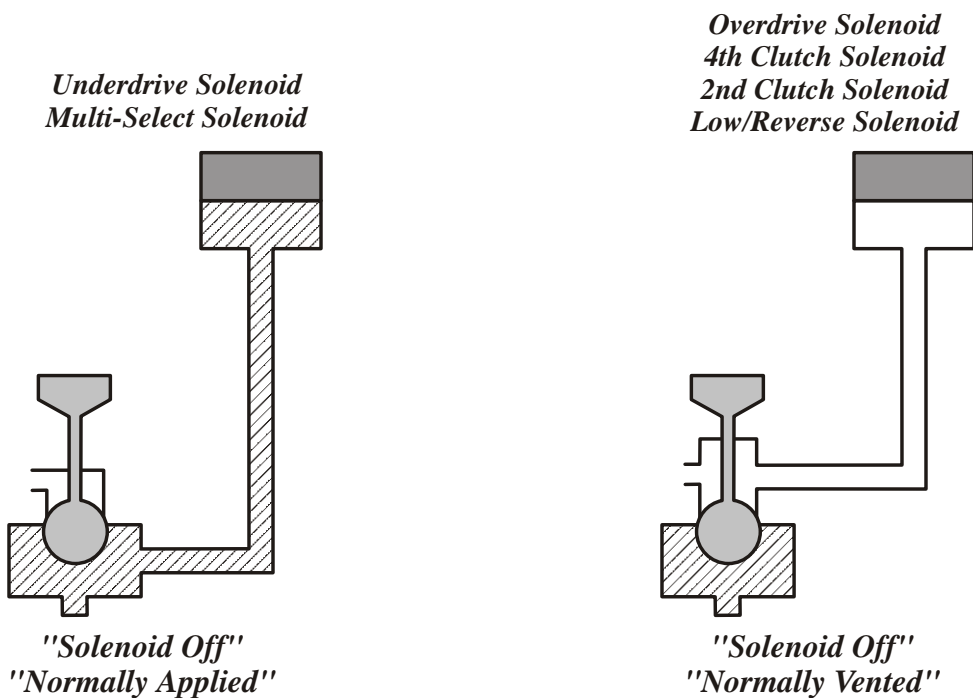 Underdrive Solenoid
Multi-Select Solenoid
Overdrive Solenoid
4th Clutch Solenoid
2nd Clutch Solenoid
Low/Reverse Solenoid
"Solenoid Off"
"Normally Applied"
"Solenoid Off"
"Normally Vented"